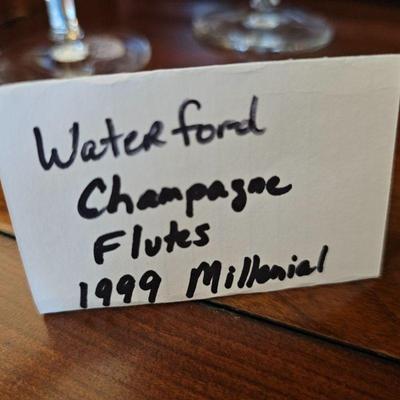 Waterford
Champagne
Flutes
1999 Millenial